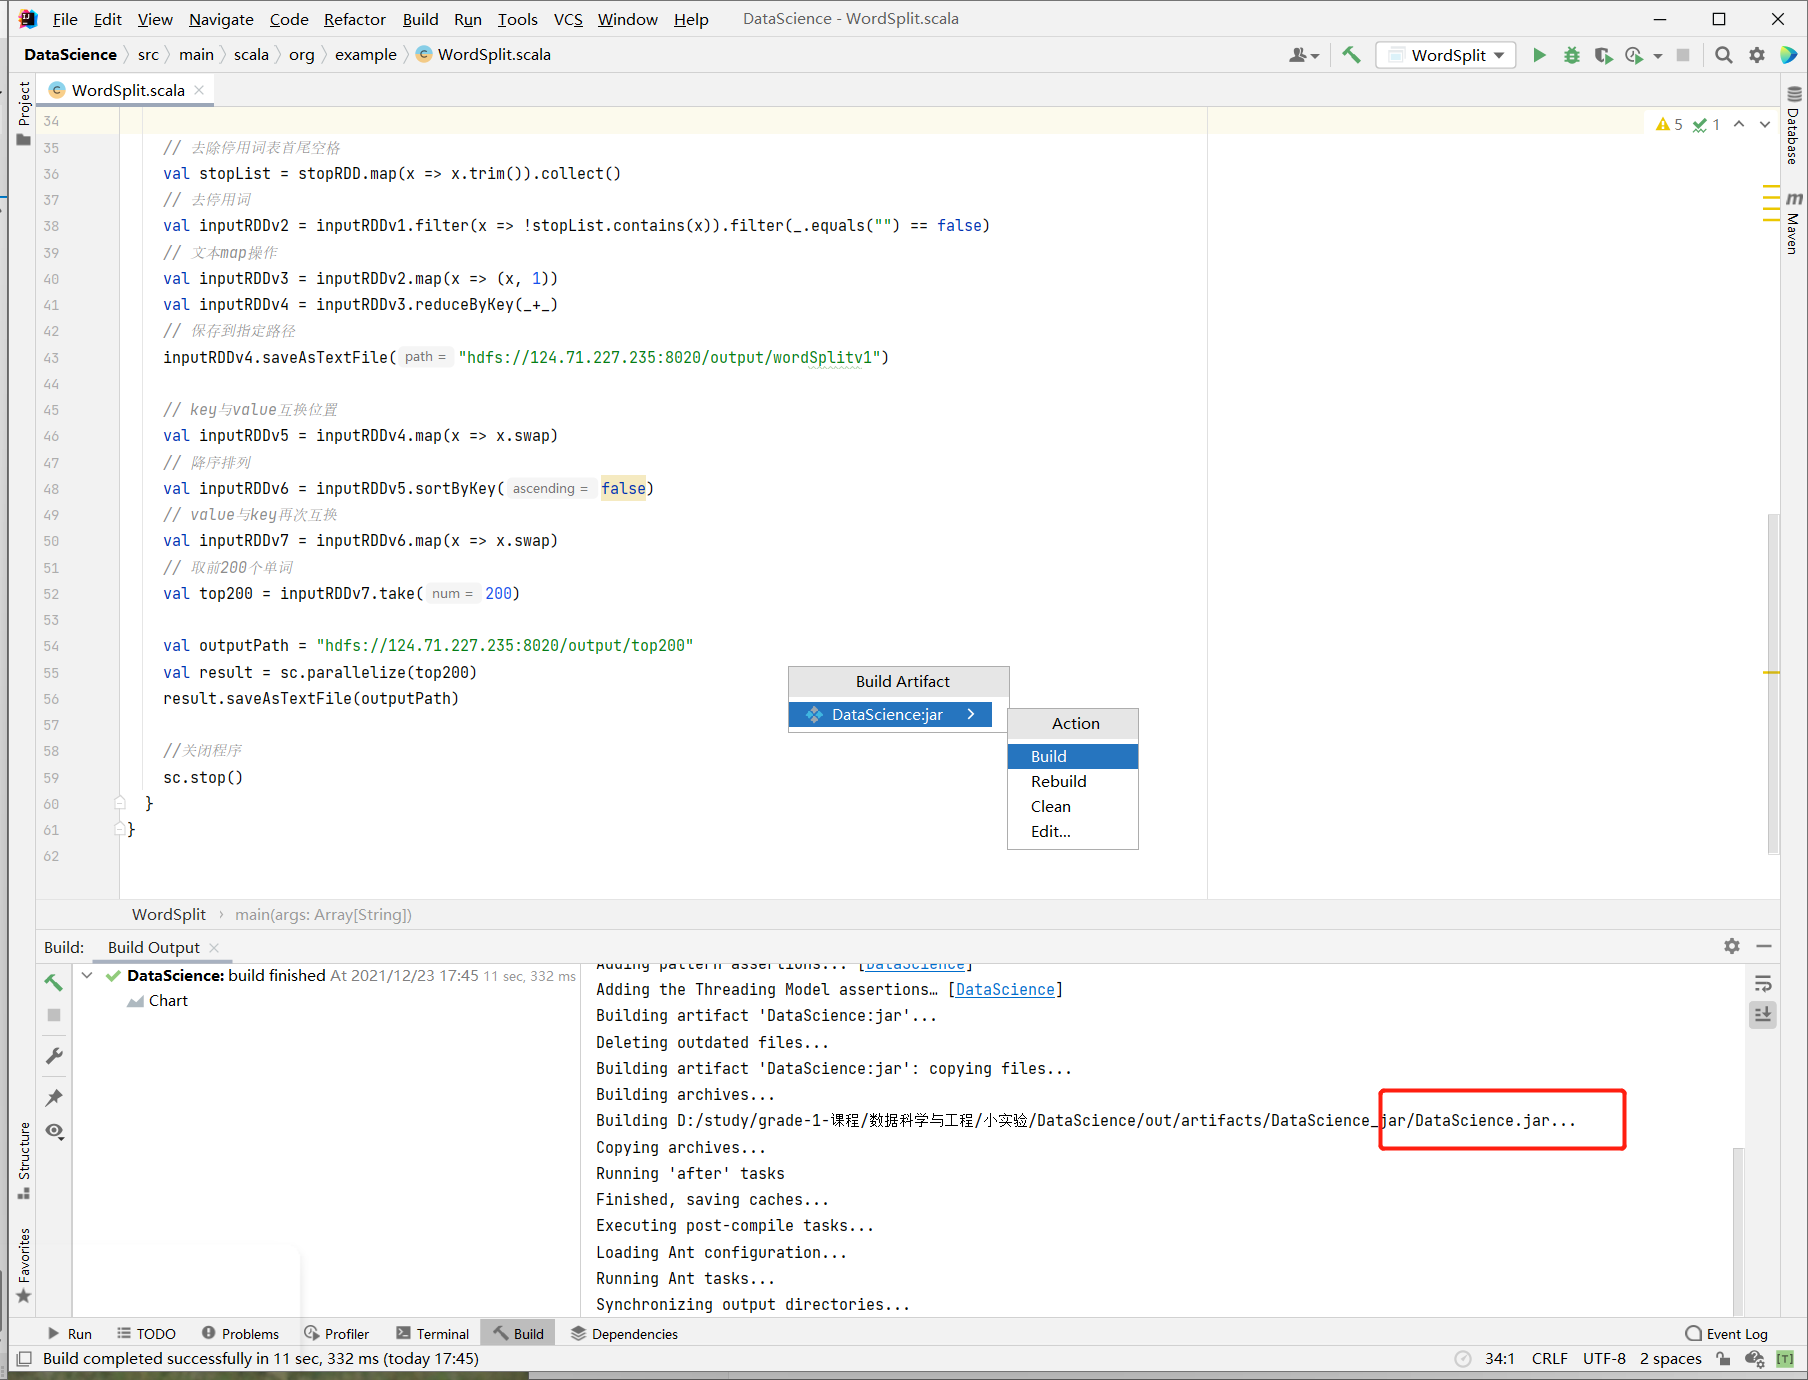 File Edit View Navigate Code Refactor Build Run Tools VCS Window Help DataScience - WordSplit.scala
DataScience src main scala org example WordSplit.scala WordSplit
Project
WordSplit.scala
Database
Maven
5 1
34
35 // 去除停用词表首尾空格
36 val stopList = stopRDD.map(x => x.trim()).collect()
37 // 去停用词
38 val inputRDDv2 = inputRDDv1.filter(x => !stopList.contains(x)).filter(_.equals("") == false)
39 // 文本map操作
40 val inputRDDv3 = inputRDDv2.map(x => (x, 1))
41 val inputRDDv4 = inputRDDv3.reduceByKey(_+_)
42 // 保存到指定路径
43 inputRDDv4.saveAsTextFile( path = "hdfs://124.71.227.235:8020/output/wordSplitv1")
44
45 // key与value互换位置
46 val inputRDDv5 = inputRDDv4.map(x => x.swap)
47 // 降序排列
48 val inputRDDv6 = inputRDDv5.sortByKey( ascending = false)
49 // value与key再次互换
50 val inputRDDv7 = inputRDDv6.map(x => x.swap)
51 // 取前200个单词
52 val top200 = inputRDDv7.take( num = 200)
53
54 val outputPath = "hdfs://124.71.227.235:8020/output/top200"
55 val result = sc.parallelize(top200)
56 result.saveAsTextFile(outputPath)
57
58 //关闭程序
59 sc.stop()
60 }
61 }
62
Build Artifact
DataScience:jar
Action
Build
Rebuild
Clean
Edit...
WordSplit main(args: Array[String])
Build: Build Output
DataScience: build finished At 2021/12/23 17:45 11 sec, 332 ms
Chart
Adding pattern assertions... [DataScience]
Adding the Threading Model assertions… [DataScience]
Building artifact 'DataScience:jar'...
Deleting outdated files...
Building artifact 'DataScience:jar': copying files...
Building archives...
Building D:/study/grade-1-课程/数据科学与工程/小实验/DataScience/out/artifacts/DataScience_jar/DataScience.jar...
Copying archives...
Running 'after' tasks
Finished, saving caches...
Executing post-compile tasks...
Loading Ant configuration...
Running Ant tasks...
Synchronizing output directories...
Structure
Favorites
Run TODO Problems Profiler Terminal Build Dependencies Event Log
Build completed successfully in 11 sec, 332 ms (today 17:45) 34:1 CRLF UTF-8 2 spaces [T]